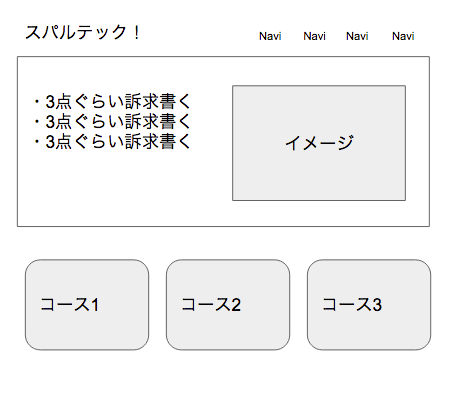 スパルテック！
Navi Navi Navi Navi
・3点ぐらい訴求書く
・3点ぐらい訴求書く
・3点ぐらい訴求書く
イメージ
コース1
コース2
コース3